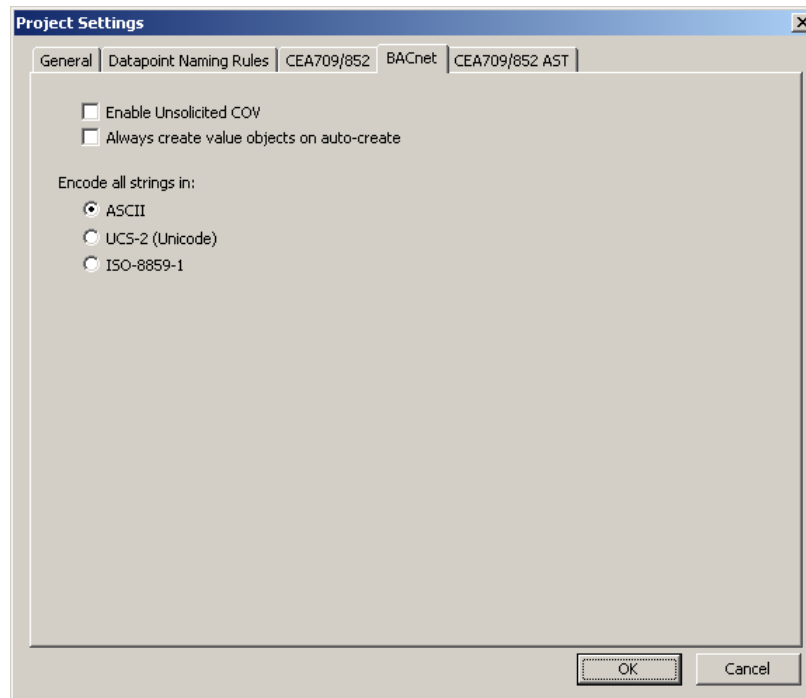 Project Settings
General Datapoint Naming Rules CEA709/852 BACnet CEA709/852 AST
Enable Unsolicited COV
Always create value objects on auto-create
Encode all strings in:
ASCII
UCS-2 (Unicode)
ISO-8859-1
OK Cancel